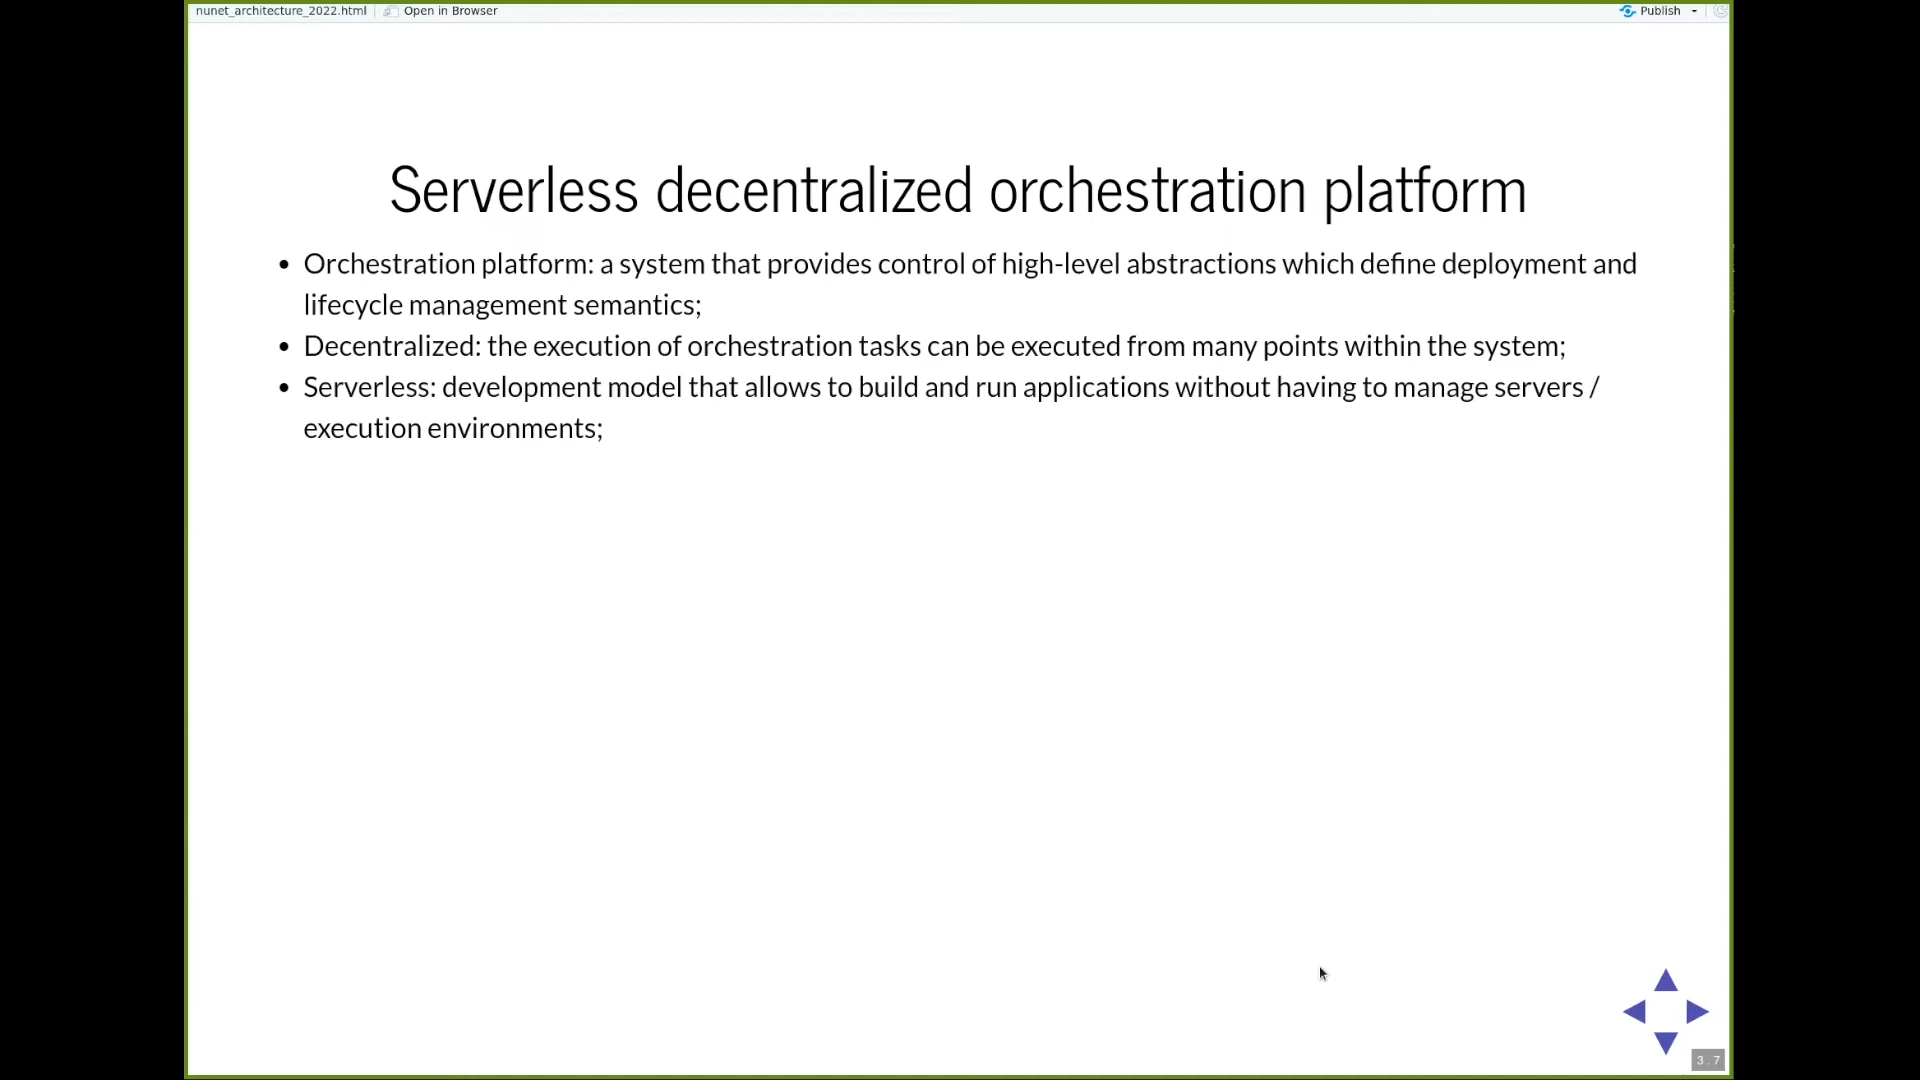 nunet_architecture_2022.html Open in Browser Publish
Serverless decentralized orchestration platform
• Orchestration platform: a system that provides control of high-level abstractions which define deployment and
lifecycle management semantics;
• Decentralized: the execution of orchestration tasks can be executed from many points within the system;
• Serverless: development model that allows to build and run applications without having to manage servers /
execution environments;
3 . 7